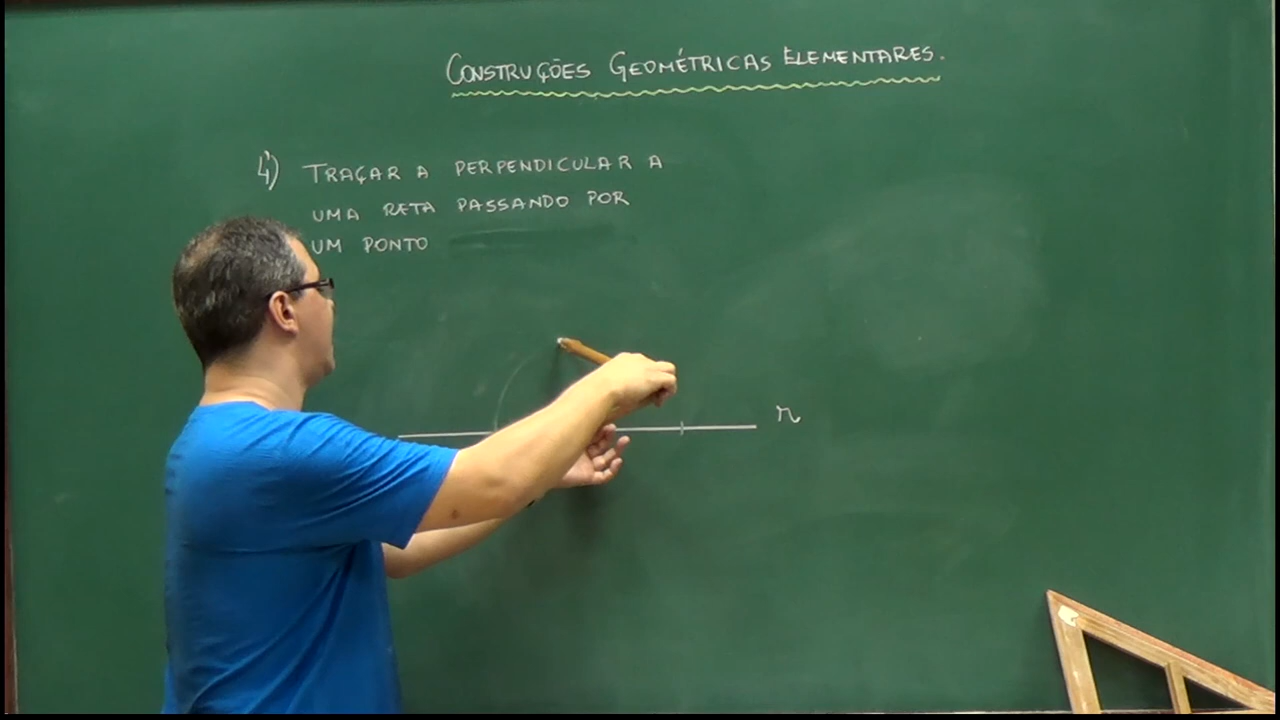 CONSTRUÇÕES GEOMÉTRICAS ELEMENTARES.
4) TRAÇAR A PERPENDICULAR A
UMA RETA PASSANDO POR
UM PONTO
r